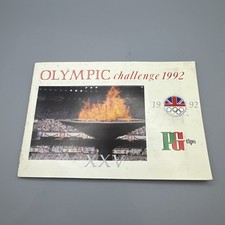 OLYMPIC challenge 1992
19 92
PG tips
XXV